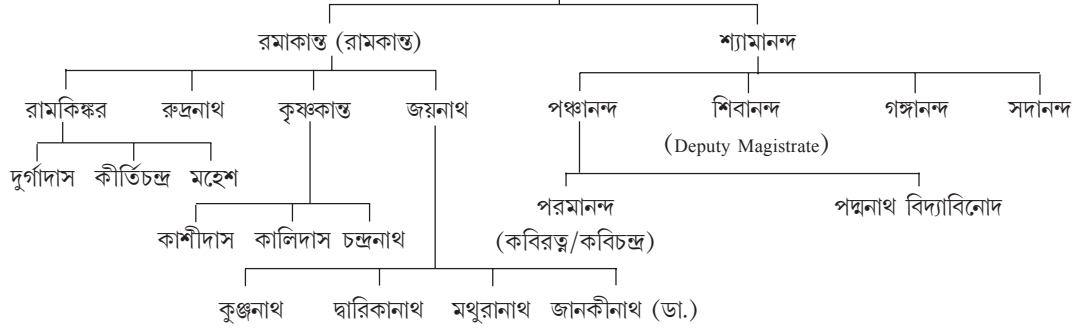 রমাকান্ত (রামকান্ত) শ্যামানন্দ
রামকিঙ্কর রুদ্রনাথ কৃষ্ণকান্ত জয়নাথ পঞ্চানন্দ শিবানন্দ গঙ্গানন্দ সদানন্দ
(Deputy Magistrate)
দুর্গাদাস কীর্তিচন্দ্র মহেশ
পরমানন্দ পদ্মনাথ বিদ্যাবিনোদ
কাশীদাস কালিদাস চন্দ্রনাথ (কবিরত্ন/কবিচন্দ্র)
কুঞ্জনাথ দ্বারিকানাথ মথুরানাথ জানকীনাথ (ডা.)